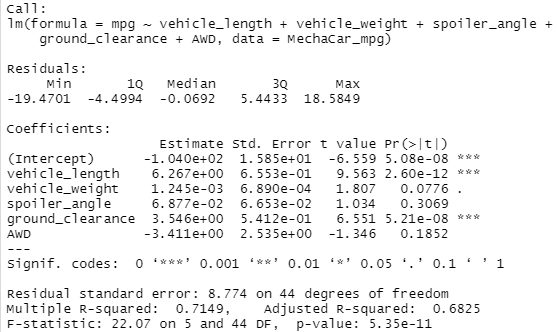 Call:
lm(formula = mpg ~ vehicle_length + vehicle_weight + spoiler_angle +
    ground_clearance + AWD, data = MechaCar_mpg)
Residuals:
     Min       1Q   Median       3Q      Max
-19.4701  -4.4994  -0.0692   5.4433  18.5849
Coefficients:
                   Estimate Std. Error t value Pr(>|t|)
(Intercept)      -1.040e+02  1.585e+01  -6.559 5.08e-08 ***
vehicle_length    6.267e+00  6.553e-01   9.563 2.60e-12 ***
vehicle_weight    1.245e-03  6.890e-04   1.807   0.0776 .
spoiler_angle     6.877e-02  6.653e-02   1.034   0.3069
ground_clearance  3.546e+00  5.412e-01   6.551 5.21e-08 ***
AWD              -3.411e+00  2.535e+00  -1.346   0.1852
---
Signif. codes:  0 ‘***’ 0.001 ‘**’ 0.01 ‘*’ 0.05 ‘.’ 0.1 ‘ ’ 1
Residual standard error: 8.774 on 44 degrees of freedom
Multiple R-squared:  0.7149,    Adjusted R-squared:  0.6825
F-statistic: 22.07 on 5 and 44 DF,  p-value: 5.35e-11